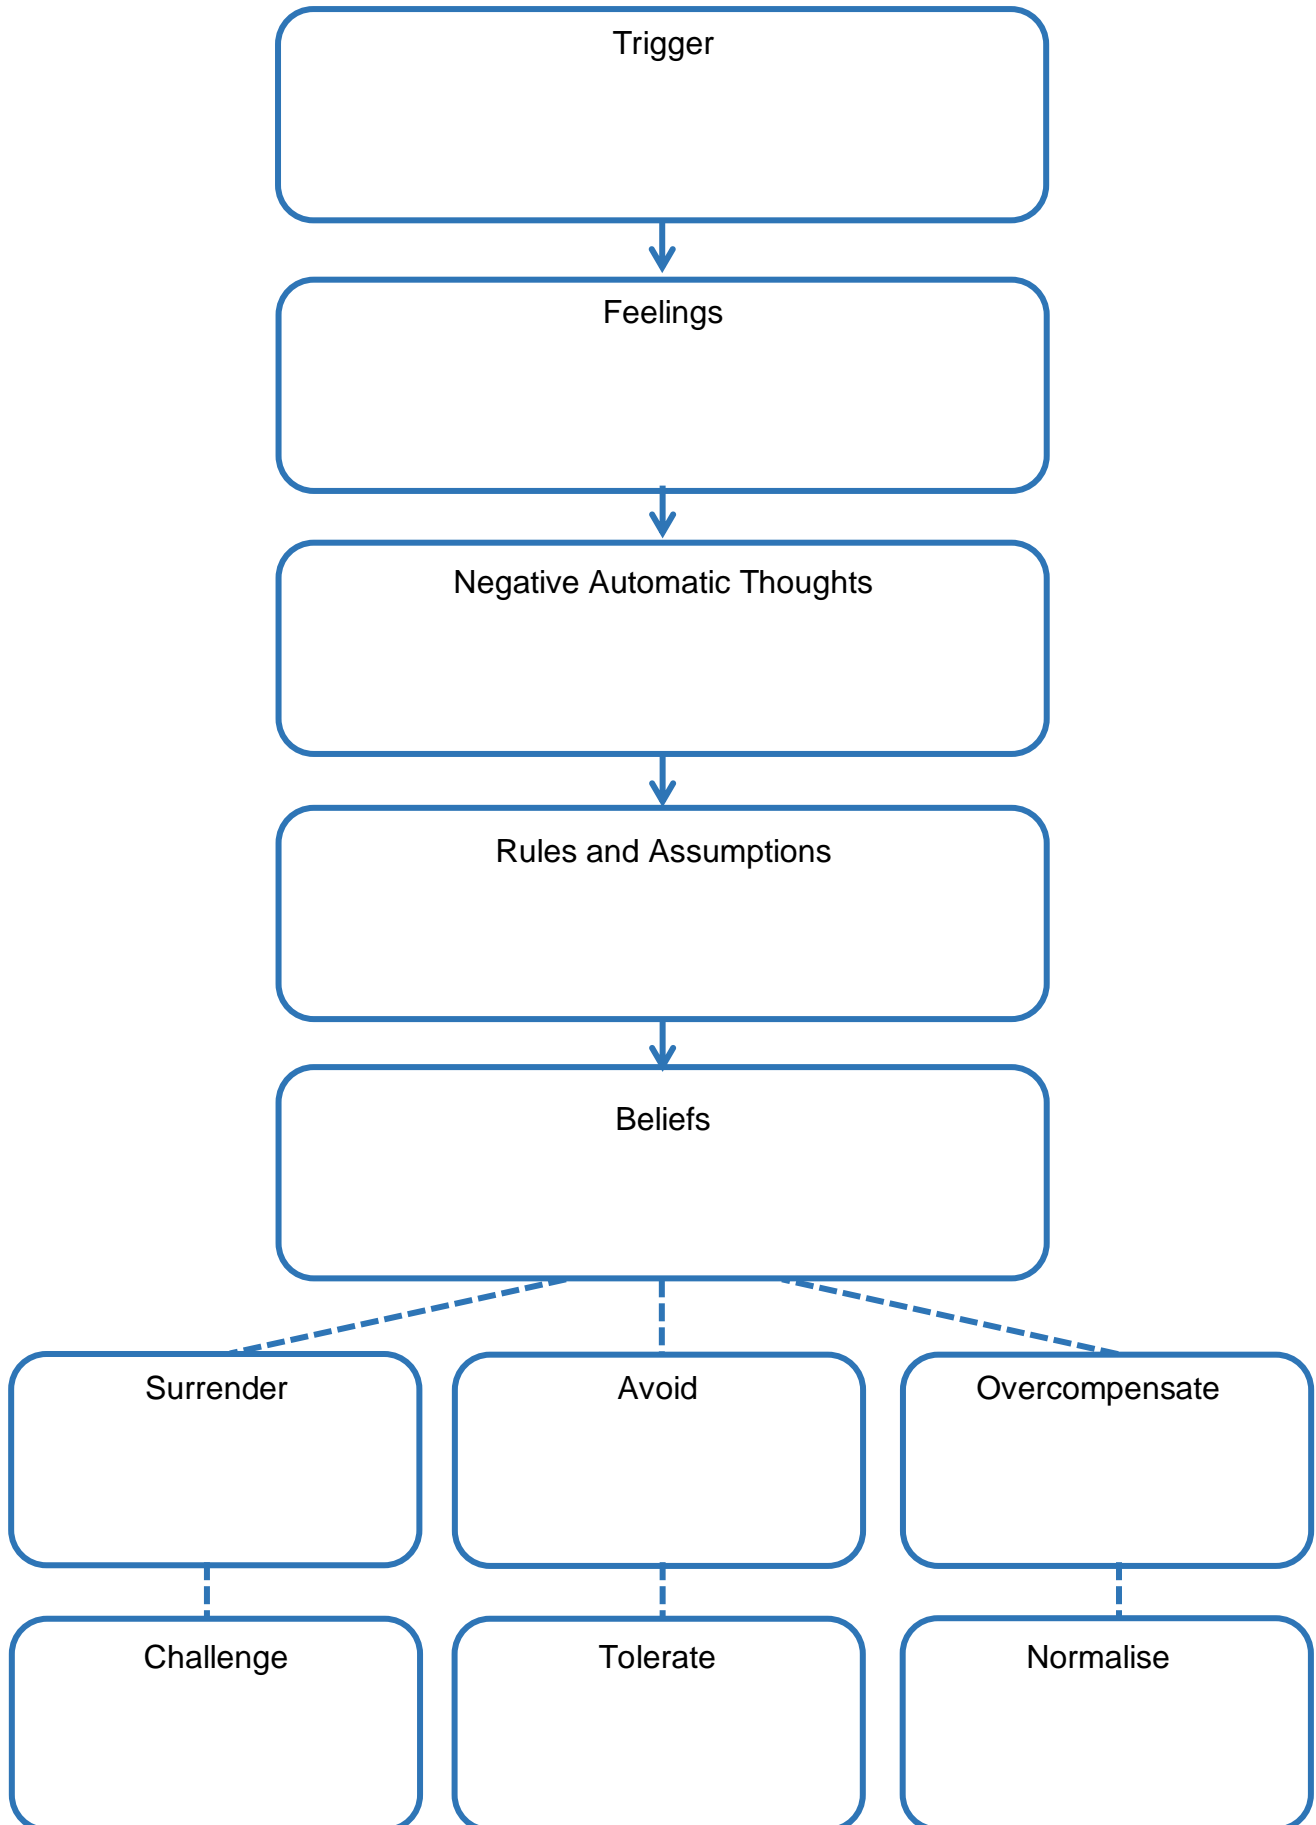 Trigger
Feelings
Negative Automatic Thoughts
Rules and Assumptions
Beliefs
Surrender
Avoid
Overcompensate
Challenge
Tolerate
Normalise